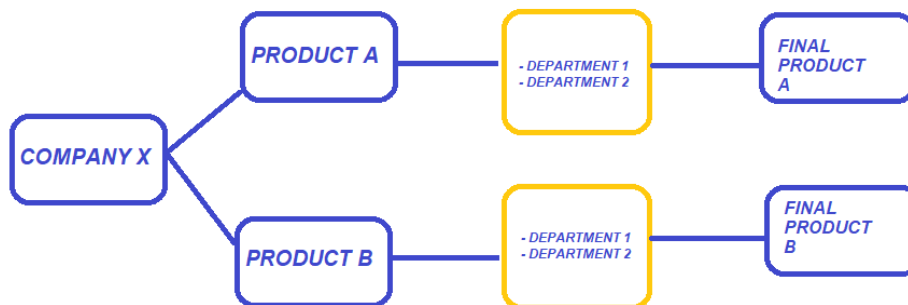 COMPANY X
PRODUCT A
- DEPARTMENT 1
- DEPARTMENT 2
FINAL
PRODUCT
A
PRODUCT B
- DEPARTMENT 1
- DEPARTMENT 2
FINAL
PRODUCT
B